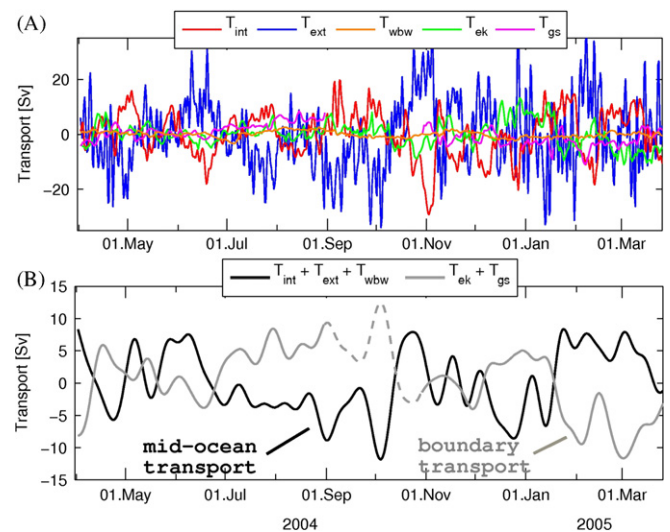 (A)
T_int T_ext T_wbw T_ek T_gs
Transport [Sv]
20
0
−20
01.May 01.Jul 01.Sep 01.Nov 01.Jan 01.Mar
(B)
T_int + T_ext + T_wbw T_ek + T_gs
Transport [Sv]
15
10
5
0
−5
−10
−15
mid-ocean
transport
boundary
transport
01.May 01.Jul 01.Sep 01.Nov 01.Jan 01.Mar
2004 2005